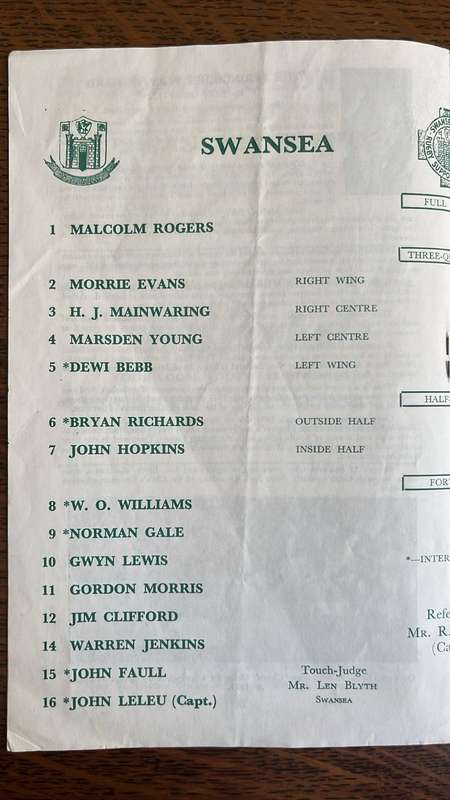 SWANSEA
FULL
1 MALCOLM ROGERS
THREE-Q
2 MORRIE EVANS RIGHT WING
3 H. J. MAINWARING RIGHT CENTRE
4 MARSDEN YOUNG LEFT CENTRE
5 *DEWI BEBB LEFT WING
HALF
6 *BRYAN RICHARDS OUTSIDE HALF
7 JOHN HOPKINS INSIDE HALF
FOR
8 *W. O. WILLIAMS
9 *NORMAN GALE
10 GWYN LEWIS
*—INTER
11 GORDON MORRIS
12 JIM CLIFFORD
Refe
14 WARREN JENKINS
Mr. R.
(Ca
15 *JOHN FAULL
Touch-Judge
Mr. Len Blyth
16 *JOHN LELEU (Capt.)
Swansea